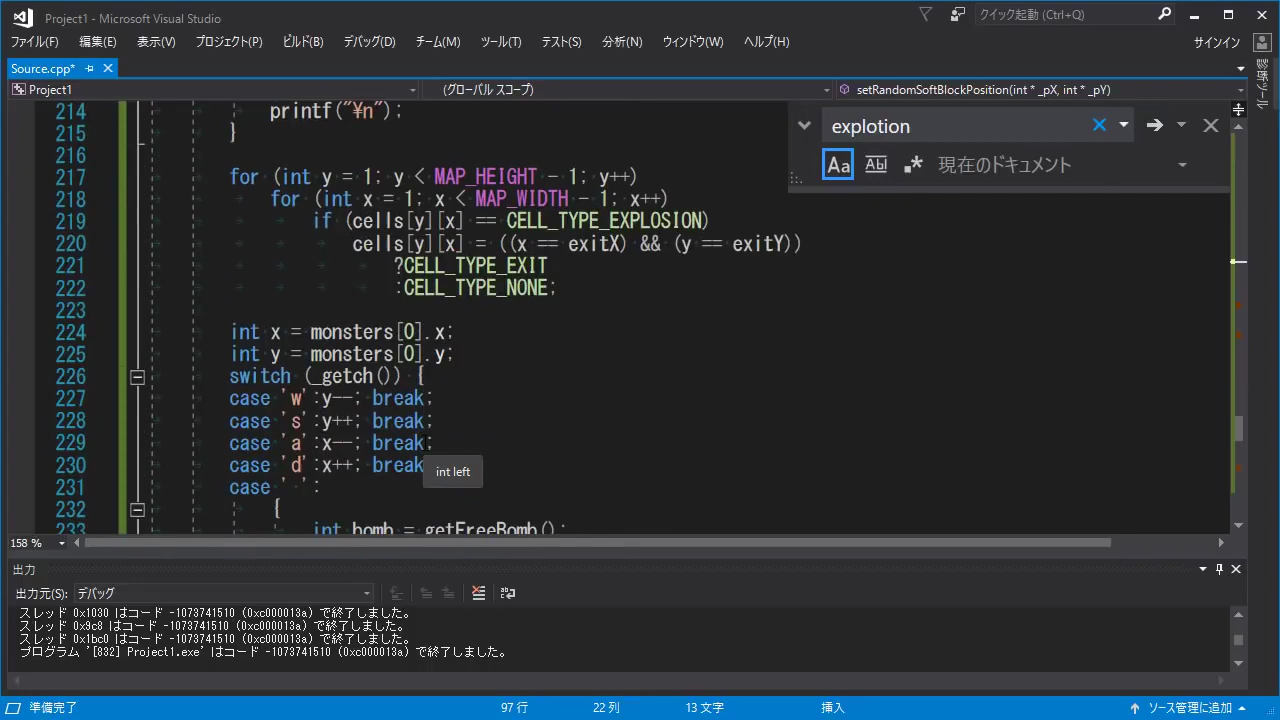 Project1 - Microsoft Visual Studio
クイック起動 (Ctrl+Q)
ファイル(F) 編集(E) 表示(V) プロジェクト(P) ビルド(B) デバッグ(D) チーム(M) ツール(T) テスト(S) 分析(N) ウィンドウ(W) ヘルプ(H) サインイン
Source.cpp*
診断ツール
Project1 (グローバル スコープ) setRandomSoftBlockPosition(int * _pX, int * _pY)
explotion
Aa Abl 現在のドキュメント
214 printf("¥n");
215 }
216
217 for (int y = 1; y < MAP_HEIGHT - 1; y++)
218 for (int x = 1; x < MAP_WIDTH - 1; x++)
219 if (cells[y][x] == CELL_TYPE_EXPLOSION)
220 cells[y][x] = ((x == exitX) && (y == exitY))
221 ?CELL_TYPE_EXIT
222 :CELL_TYPE_NONE;
223
224 int x = monsters[0].x;
225 int y = monsters[0].y;
226 switch (_getch()) {
227 case 'w':y--; break;
228 case 's':y++; break;
229 case 'a':x--; break;
230 case 'd':x++; break
int left
231 case ' ':
232 {
233 int bomb = getFreeBomb();
158 %
出力
出力元(S): デバッグ
スレッド 0x1030 はコード -1073741510 (0xc000013a) で終了しました。
スレッド 0x9c8 はコード -1073741510 (0xc000013a) で終了しました。
スレッド 0x1bc0 はコード -1073741510 (0xc000013a) で終了しました。
プログラム '[832] Project1.exe' はコード -1073741510 (0xc000013a) で終了しました。
準備完了 97 行 22 列 13 文字 挿入 ソース管理に追加